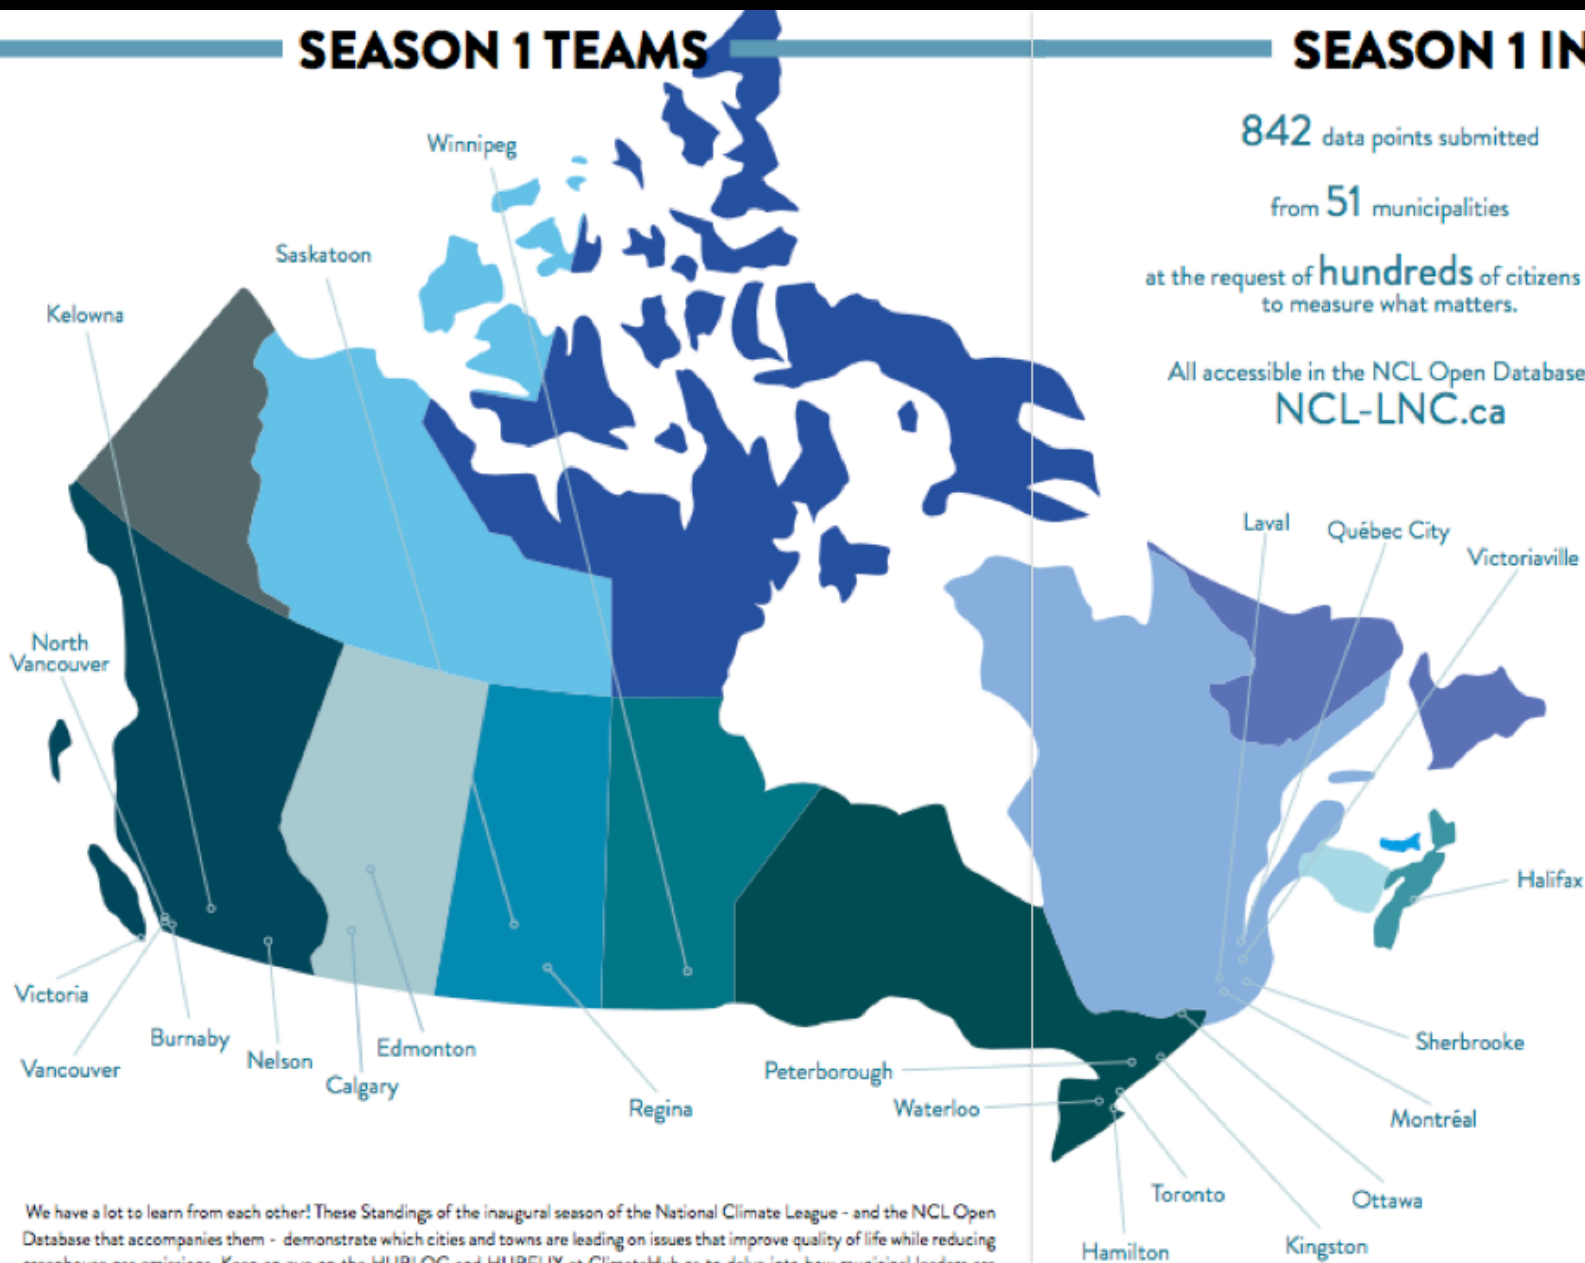 SEASON 1 TEAMS
SEASON 1 IN
842 data points submitted
from 51 municipalities
at the request of hundreds of citizens
to measure what matters.
All accessible in the NCL Open Database
NCL-LNC.ca
Winnipeg
Saskatoon
Kelowna
North
Vancouver
Laval
Québec City
Victoriaville
Halifax
Victoria
Vancouver
Burnaby
Nelson
Calgary
Edmonton
Regina
Peterborough
Waterloo
Sherbrooke
Montréal
Toronto
Ottawa
Hamilton
Kingston
We have a lot to learn from each other! These Standings of the inaugural season of the National Climate League - and the NCL Open
Database that accompanies them - demonstrate which cities and towns are leading on issues that improve quality of life while reducing